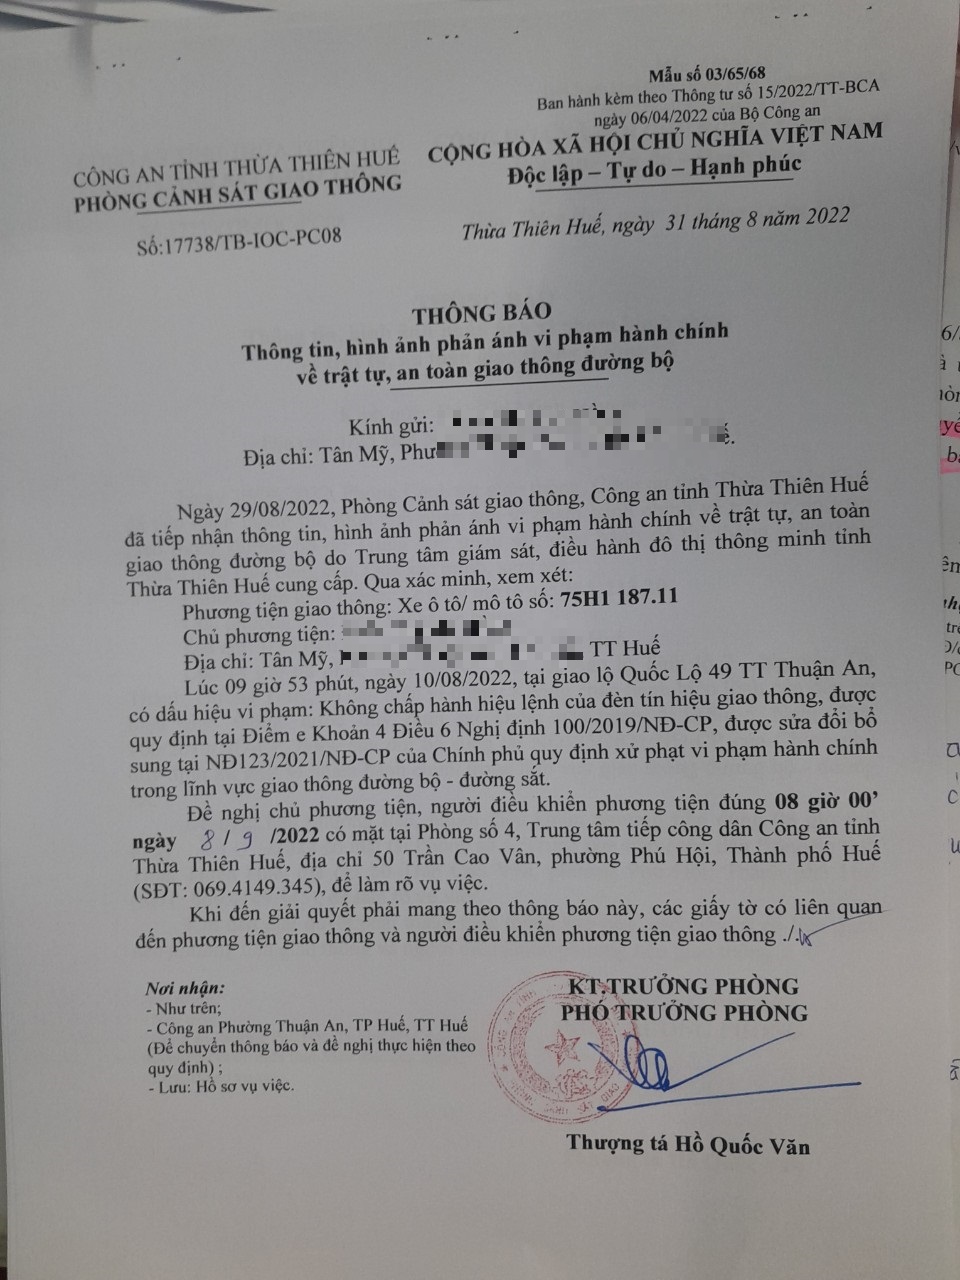 Mẫu số 03/65/68
Ban hành kèm theo Thông tư số 15/2022/TT-BCA
ngày 06/04/2022 của Bộ Công an
CÔNG AN TỈNH THỪA THIÊN HUẾ
PHÒNG CẢNH SÁT GIAO THÔNG
CỘNG HÒA XÃ HỘI CHỦ NGHĨA VIỆT NAM
Độc lập – Tự do – Hạnh phúc
Số:17738/TB-IOC-PC08
Thừa Thiên Huế, ngày 31 tháng 8 năm 2022
THÔNG BÁO
Thông tin, hình ảnh phản ánh vi phạm hành chính
về trật tự, an toàn giao thông đường bộ
Kính gửi:
Địa chỉ: Tân Mỹ,
Ngày 29/08/2022, Phòng Cảnh sát giao thông, Công an tỉnh Thừa Thiên Huế
đã tiếp nhận thông tin, hình ảnh phản ánh vi phạm hành chính về trật tự, an toàn
giao thông đường bộ do Trung tâm giám sát, điều hành đô thị thông minh tỉnh
Thừa Thiên Huế cung cấp. Qua xác minh, xem xét:
Phương tiện giao thông: Xe ô tô/ mô tô số: 75H1 187.11
Chủ phương tiện:
Địa chỉ: Tân Mỹ, TT Huế
Lúc 09 giờ 53 phút, ngày 10/08/2022, tại giao lộ Quốc Lộ 49 TT Thuận An,
có dấu hiệu vi phạm: Không chấp hành hiệu lệnh của đèn tín hiệu giao thông, được
quy định tại Điểm e Khoản 4 Điều 6 Nghị định 100/2019/NĐ-CP, được sửa đổi bổ
sung tại NĐ123/2021/NĐ-CP của Chính phủ quy định xử phạt vi phạm hành chính
trong lĩnh vực giao thông đường bộ - đường sắt.
Đề nghị chủ phương tiện, người điều khiển phương tiện đúng 08 giờ 00’
ngày 8/9 /2022 có mặt tại Phòng số 4, Trung tâm tiếp công dân Công an tỉnh
Thừa Thiên Huế, địa chỉ 50 Trần Cao Vân, phường Phú Hội, Thành phố Huế
(SĐT: 069.4149.345), để làm rõ vụ việc.
Khi đến giải quyết phải mang theo thông báo này, các giấy tờ có liên quan
đến phương tiện giao thông và người điều khiển phương tiện giao thông ./.
Nơi nhận:
- Như trên;
- Công an Phường Thuận An, TP Huế, TT Huế
(Để chuyển thông báo và đề nghị thực hiện theo
quy định) ;
- Lưu: Hồ sơ vụ việc.
KT.TRƯỞNG PHÒNG
PHÓ TRƯỞNG PHÒNG
Thượng tá Hồ Quốc Văn